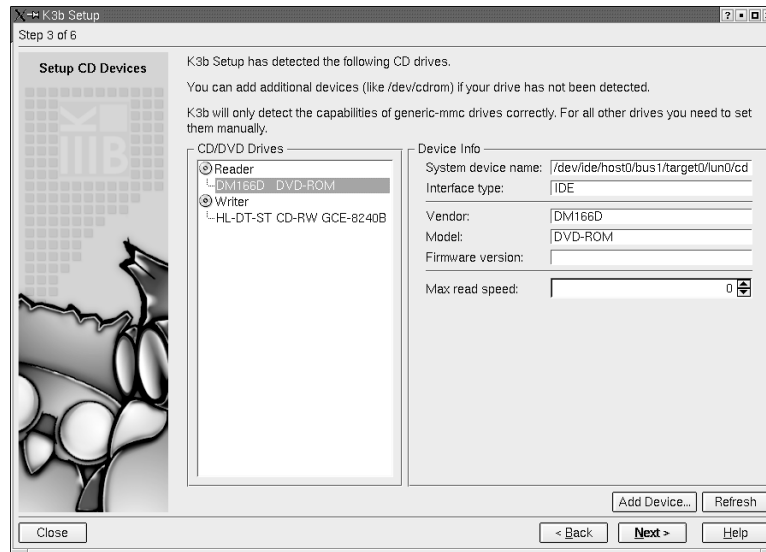 K3b Setup
Step 3 of 6
Setup CD Devices
K3b Setup has detected the following CD drives.
You can add additional devices (like /dev/cdrom) if your drive has not been detected.
K3b will only detect the capabilities of generic-mmc drives correctly. For all other drives you need to set
them manually.
CD/DVD Drives
Reader
DM166D DVD-ROM
Writer
HL-DT-ST CD-RW GCE-8240B
Device Info
System device name: /dev/ide/host0/bus1/target0/lun0/cd
Interface type: IDE
Vendor: DM166D
Model: DVD-ROM
Firmware version:
Max read speed: 0
Add Device... Refresh
Close < Back Next > Help